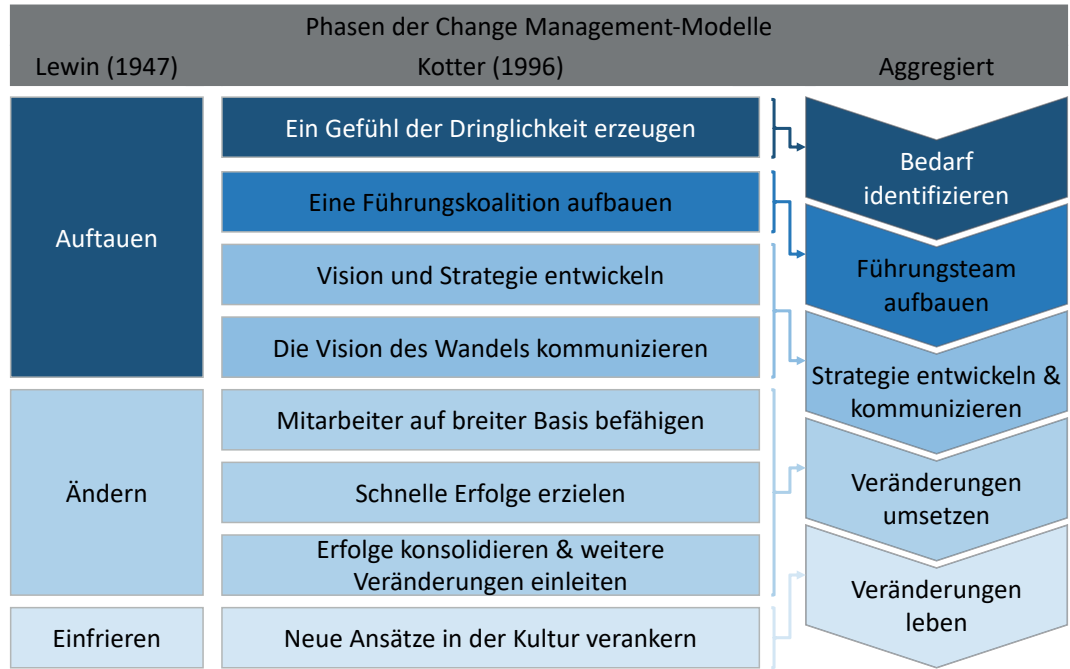 Phasen der Change Management-Modelle
Lewin (1947)
Kotter (1996)
Aggregiert
Auftauen
Ändern
Einfrieren
Ein Gefühl der Dringlichkeit erzeugen
Eine Führungskoalition aufbauen
Vision und Strategie entwickeln
Die Vision des Wandels kommunizieren
Mitarbeiter auf breiter Basis befähigen
Schnelle Erfolge erzielen
Erfolge konsolidieren & weitere
Veränderungen einleiten
Neue Ansätze in der Kultur verankern
Bedarf
identifizieren
Führungsteam
aufbauen
Strategie entwickeln &
kommunizieren
Veränderungen
umsetzen
Veränderungen
leben